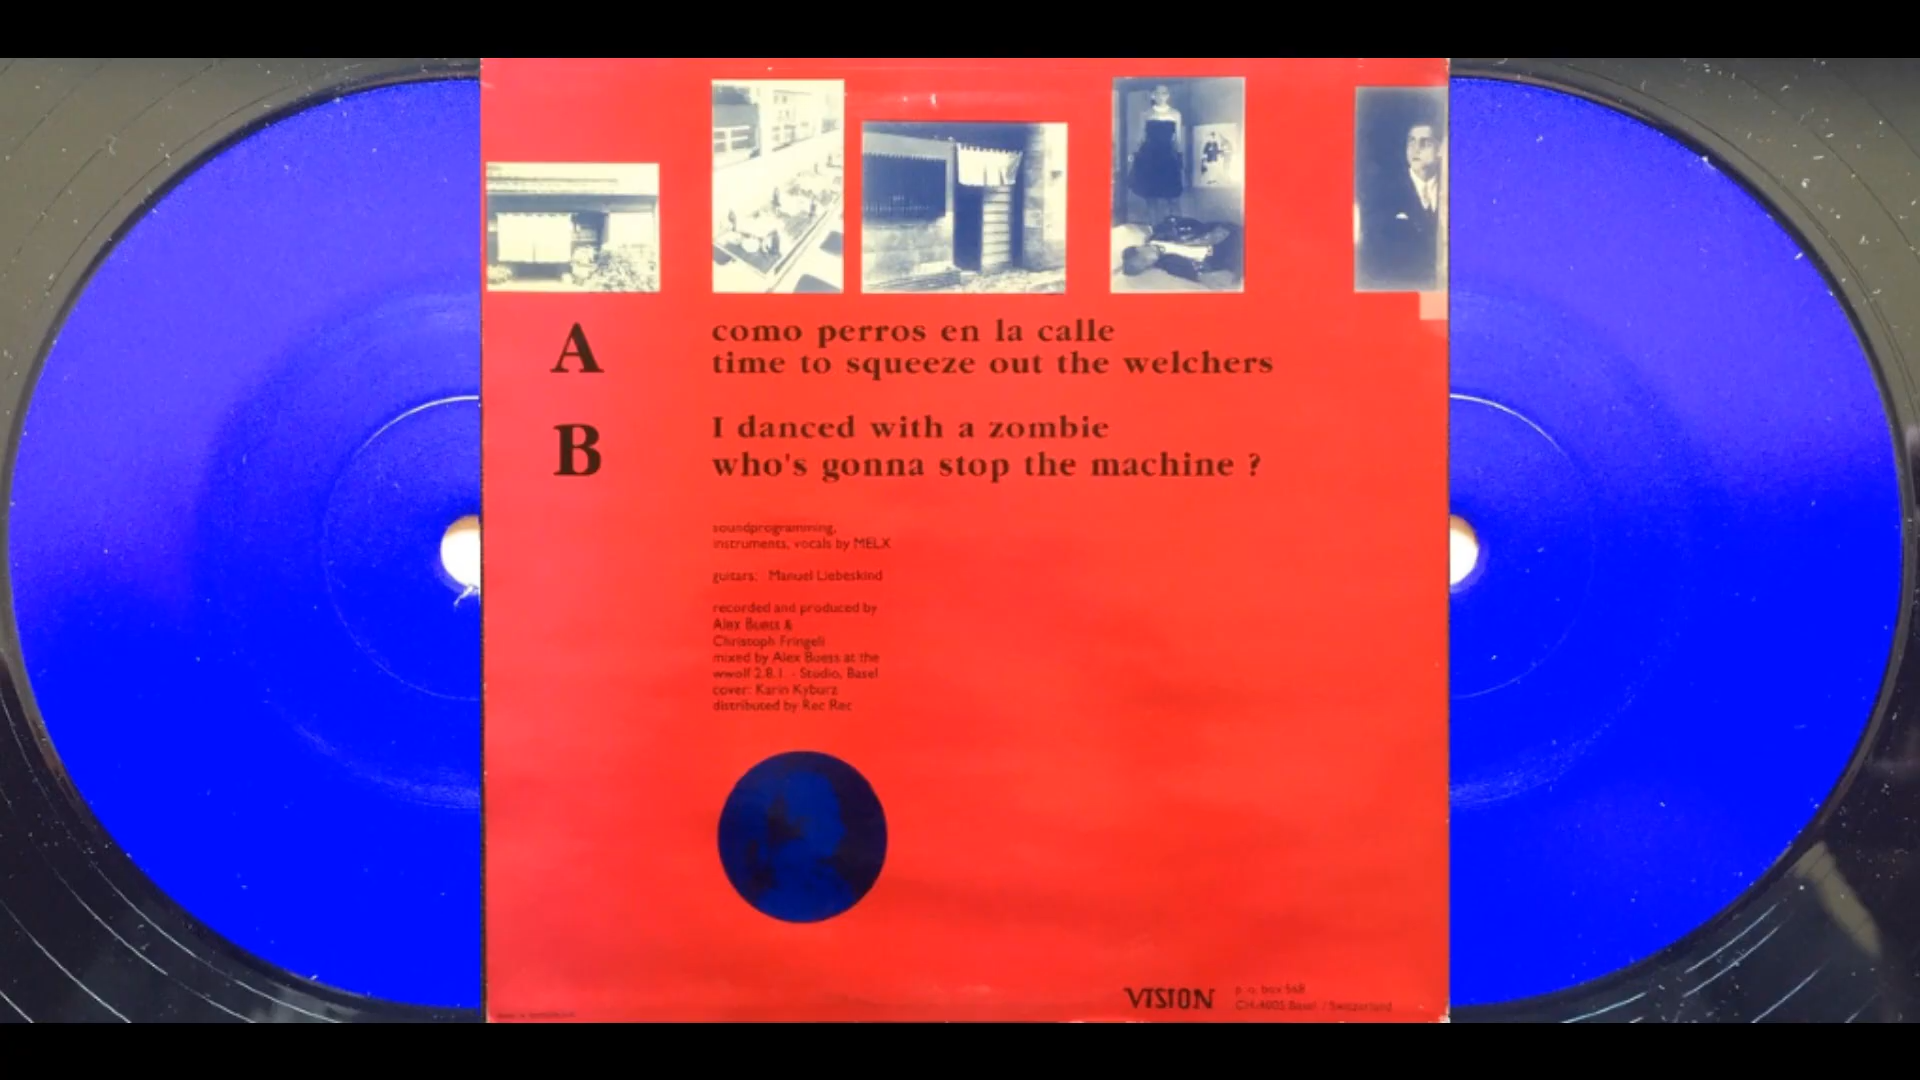 A
como perros en la calle
time to squeeze out the welchers
B
I danced with a zombie
who's gonna stop the machine ?
soundprogramming,
instruments, vocals by MELX
guitars: Manuel Liebeskind
recorded and produced by
Alex Buess &
Christoph Fringeli
mixed by Alex Buess at the
wwolf 2.8.1. - Studio, Basel
cover: Karin Kyburz
distributed by Rec Rec
VISION
p. o. box 568
CH-4005 Basel / Switzerland